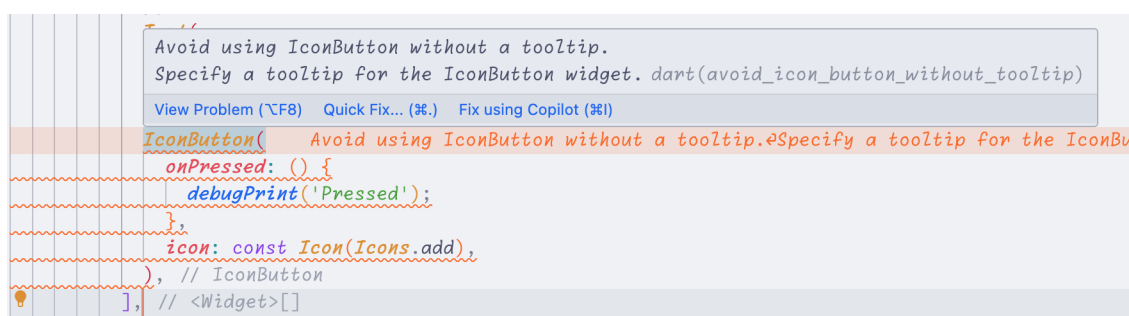 Avoid using IconButton without a tooltip.
Specify a tooltip for the IconButton widget. dart(avoid_icon_button_without_tooltip)
View Problem (⌥F8) Quick Fix... (⌘.) Fix using Copilot (⌘I)
IconButton( Avoid using IconButton without a tooltip.↵Specify a tooltip for the IconBu
onPressed: () {
debugPrint('Pressed');
},
icon: const Icon(Icons.add),
), // IconButton
], // <Widget>[]